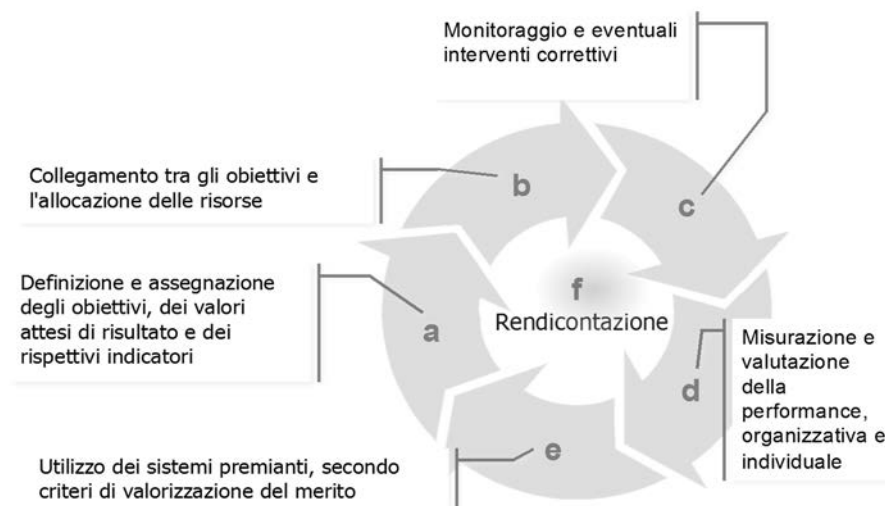 Monitoraggio e eventuali
interventi correttivi
Collegamento tra gli obiettivi e
l'allocazione delle risorse
b
c
Definizione e assegnazione
degli obiettivi, dei valori
attesi di risultato e dei
rispettivi indicatori
a
f
Rendicontazione
d
Misurazione e
valutazione
della
performance,
organizzativa e
individuale
e
Utilizzo dei sistemi premianti, secondo
criteri di valorizzazione del merito